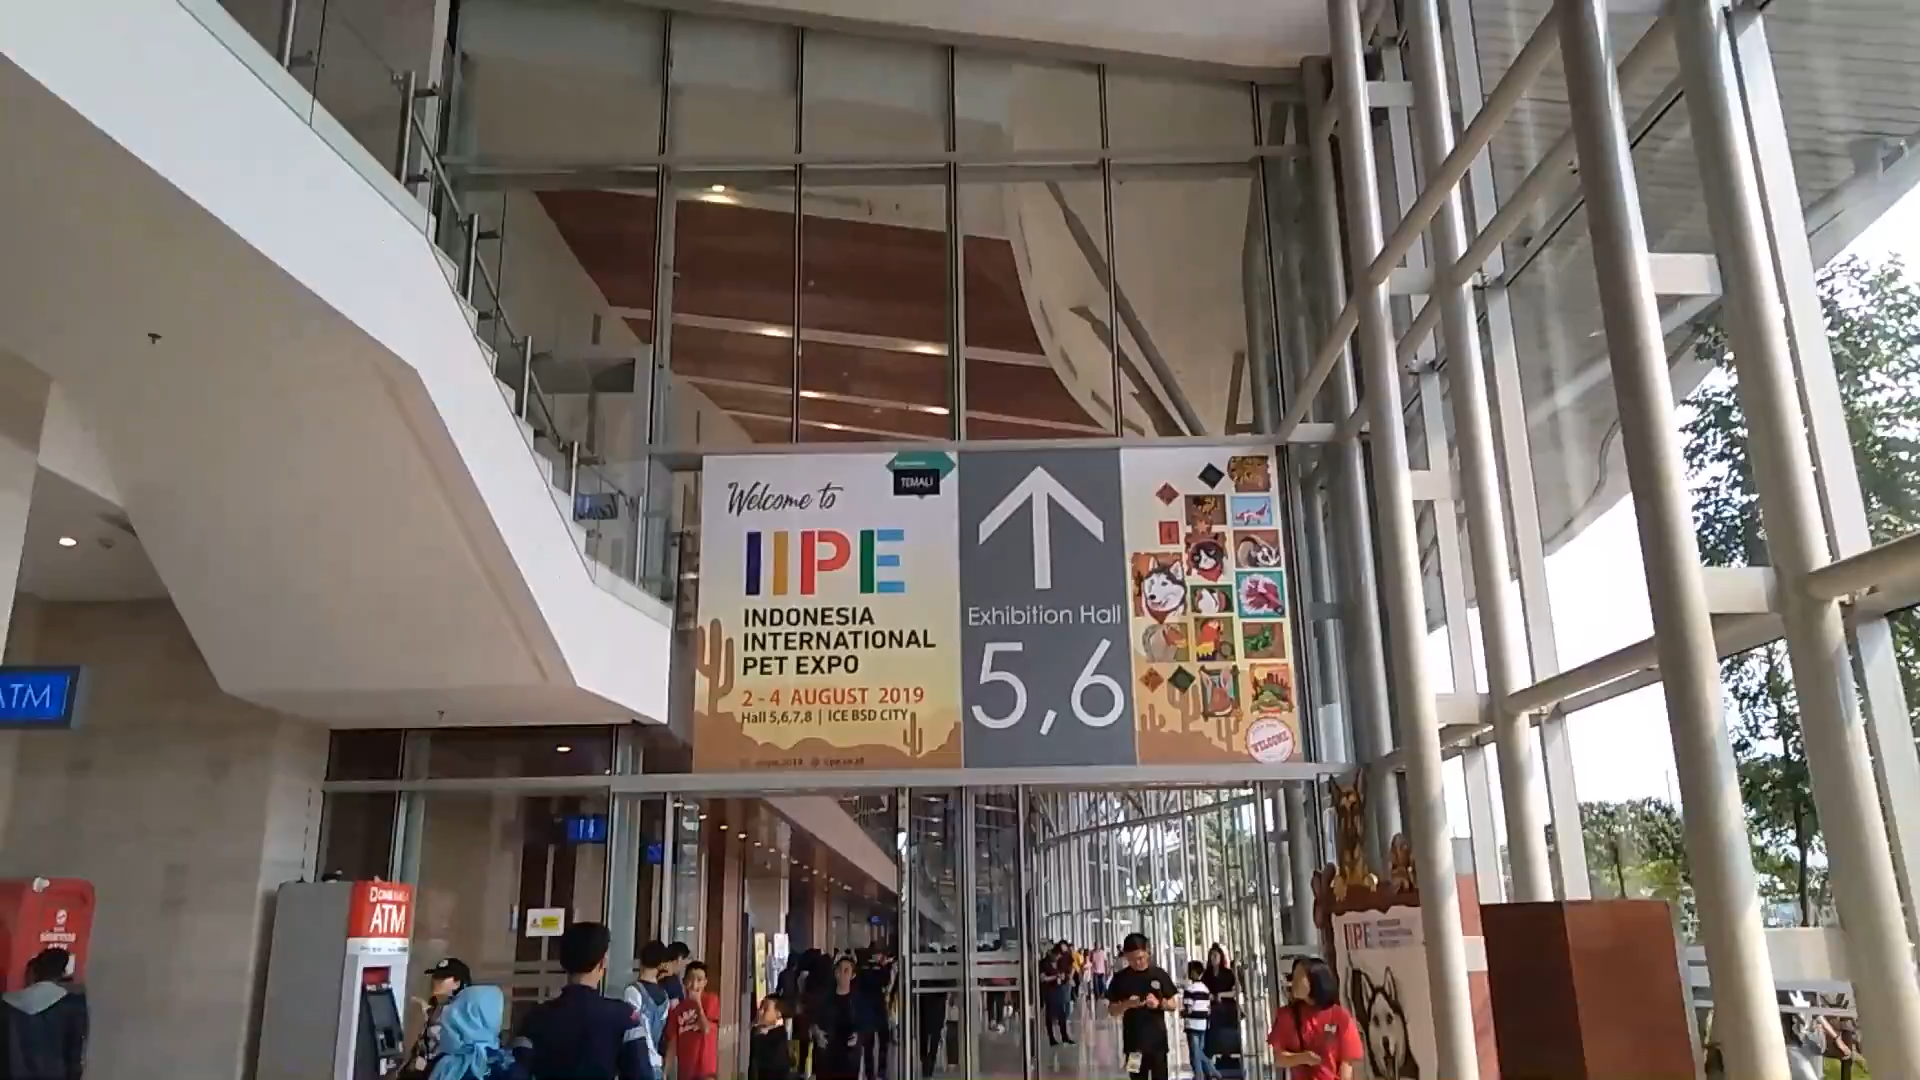 TEMALI
Welcome to
IIPE
INDONESIA
INTERNATIONAL
PET EXPO
2 - 4 AUGUST 2019
Hall 5,6,7,8 | ICE BSD CITY
Exhibition Hall
5,6
WELCOME
ATM
ATM
IIPE